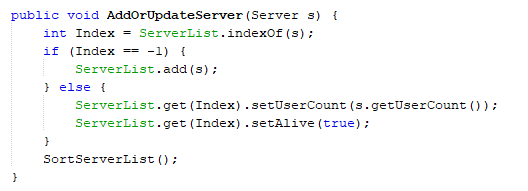 public void AddOrUpdateServer(Server s) {
    int Index = ServerList.indexOf(s);
    if (Index == -1) {
        ServerList.add(s);
    } else {
        ServerList.get(Index).setUserCount(s.getUserCount());
        ServerList.get(Index).setAlive(true);
    }
    SortServerList();
}